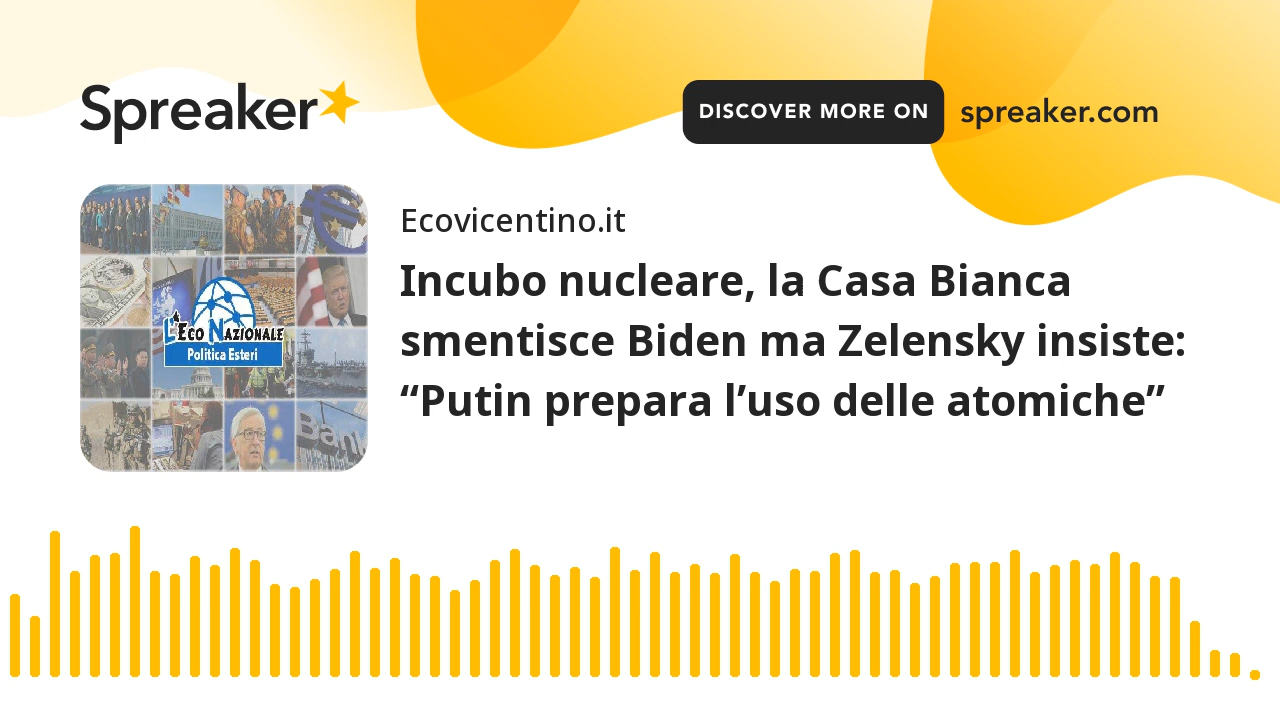 Spreaker
DISCOVER MORE ON
spreaker.com
L'Eco Nazionale
Politica Esteri
Bank
Ecovicentino.it
Incubo nucleare, la Casa Bianca
smentisce Biden ma Zelensky insiste:
“Putin prepara l’uso delle atomiche”